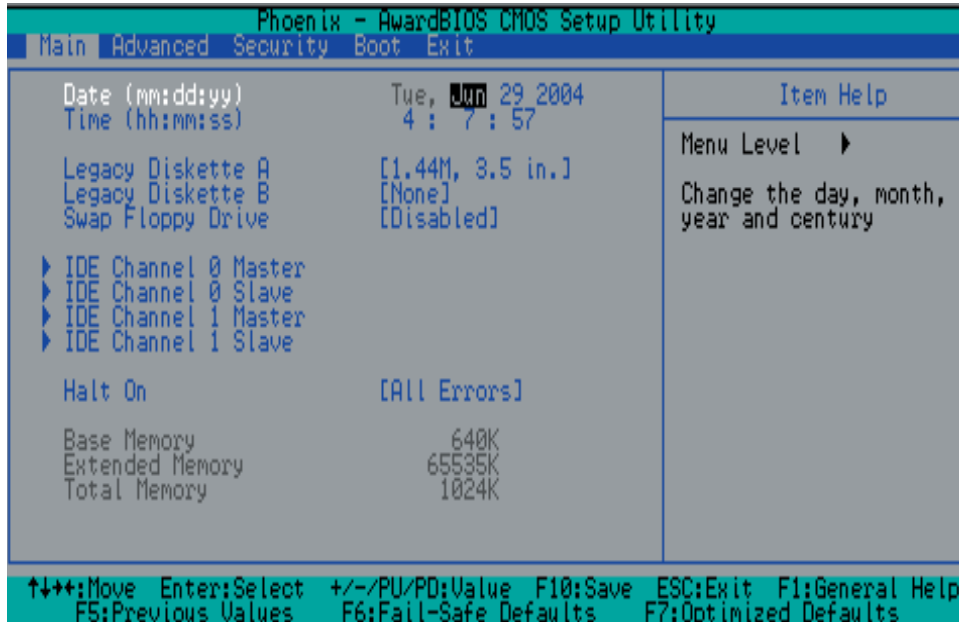 Phoenix - AwardBIOS CMOS Setup Utility
Main Advanced Security Boot Exit
Date (mm:dd:yy) Tue, Jun 29 2004
Time (hh:mm:ss) 4 : 7 : 57
Legacy Diskette A [1.44M, 3.5 in.]
Legacy Diskette B [None]
Swap Floppy Drive [Disabled]
IDE Channel 0 Master
IDE Channel 0 Slave
IDE Channel 1 Master
IDE Channel 1 Slave
Halt On [All Errors]
Base Memory 640K
Extended Memory 65535K
Total Memory 1024K
Item Help
Menu Level
Change the day, month,
year and century
↑↓→←:Move Enter:Select +/-/PU/PD:Value F10:Save ESC:Exit F1:General Help
F5:Previous Values F6:Fail-Safe Defaults F7:Optimized Defaults